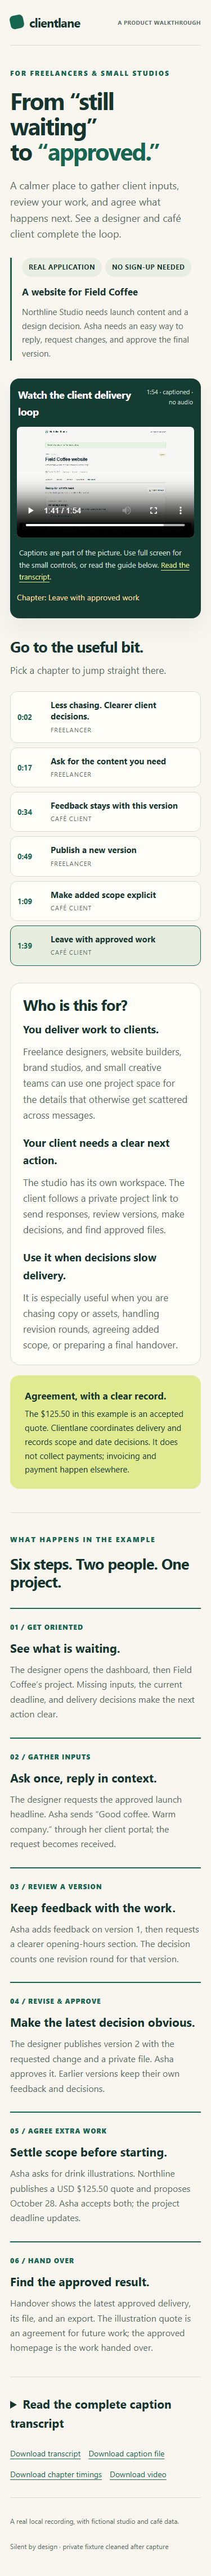 clientlane
A PRODUCT WALKTHROUGH
FOR FREELANCERS & SMALL STUDIOS
From “still
waiting”
to “approved.”
A calmer place to gather client inputs,
review your work, and agree what
happens next. See a designer and café
client complete the loop.
REAL APPLICATION
NO SIGN-UP NEEDED
A website for Field Coffee
Northline Studio needs launch content and a
design decision. Asha needs an easy way to
reply, request changes, and approve the final
version.
Watch the client delivery
loop
1:54 · captioned ·
no audio
Field Coffee website
1:41 / 1:54
Captions are part of the picture. Use full screen for
the small controls, or read the guide below. Read the
transcript.
Chapter: Leave with approved work
Go to the useful bit.
Pick a chapter to jump straight there.
0:02
Less chasing. Clearer client
decisions.
FREELANCER
0:17
Ask for the content you need
FREELANCER
0:34
Feedback stays with this version
CAFÉ CLIENT
0:49
Publish a new version
FREELANCER
1:09
Make added scope explicit
CAFÉ CLIENT
1:39
Leave with approved work
CAFÉ CLIENT
Who is this for?
You deliver work to clients.
Freelance designers, website builders,
brand studios, and small creative
teams can use one project space for
the details that otherwise get scattered
across messages.
Your client needs a clear next
action.
The studio has its own workspace. The
client follows a private project link to
send responses, review versions, make
decisions, and find approved files.
Use it when decisions slow
delivery.
It is especially useful when you are
chasing copy or assets, handling
revision rounds, agreeing added
scope, or preparing a final handover.
Agreement, with a clear record.
The $125.50 in this example is an accepted
quote. Clientlane coordinates delivery and
records scope and date decisions. It does
not collect payments; invoicing and
payment happen elsewhere.
WHAT HAPPENS IN THE EXAMPLE
Six steps. Two people. One
project.
01 / GET ORIENTED
See what is waiting.
The designer opens the dashboard, then Field
Coffee’s project. Missing inputs, the current
deadline, and delivery decisions make the next
action clear.
02 / GATHER INPUTS
Ask once, reply in context.
The designer requests the approved launch
headline. Asha sends “Good coffee. Warm
company.” through her client portal; the
request becomes received.
03 / REVIEW A VERSION
Keep feedback with the work.
Asha adds feedback on version 1, then requests
a clearer opening-hours section. The decision
counts one revision round for that version.
04 / REVISE & APPROVE
Make the latest decision obvious.
The designer publishes version 2 with the
requested change and a private file. Asha
approves it. Earlier versions keep their own
feedback and decisions.
05 / AGREE EXTRA WORK
Settle scope before starting.
Asha asks for drink illustrations. Northline
publishes a USD $125.50 quote and proposes
October 28. Asha accepts both; the project
deadline updates.
06 / HAND OVER
Find the approved result.
Handover shows the latest approved delivery,
its file, and an export. The illustration quote is
an agreement for future work; the approved
homepage is the work handed over.
Read the complete caption
transcript
Download transcript
Download caption file
Download chapter timings
Download video
A real local recording, with fictional studio and café data.
Silent by design · private fixture cleaned after capture